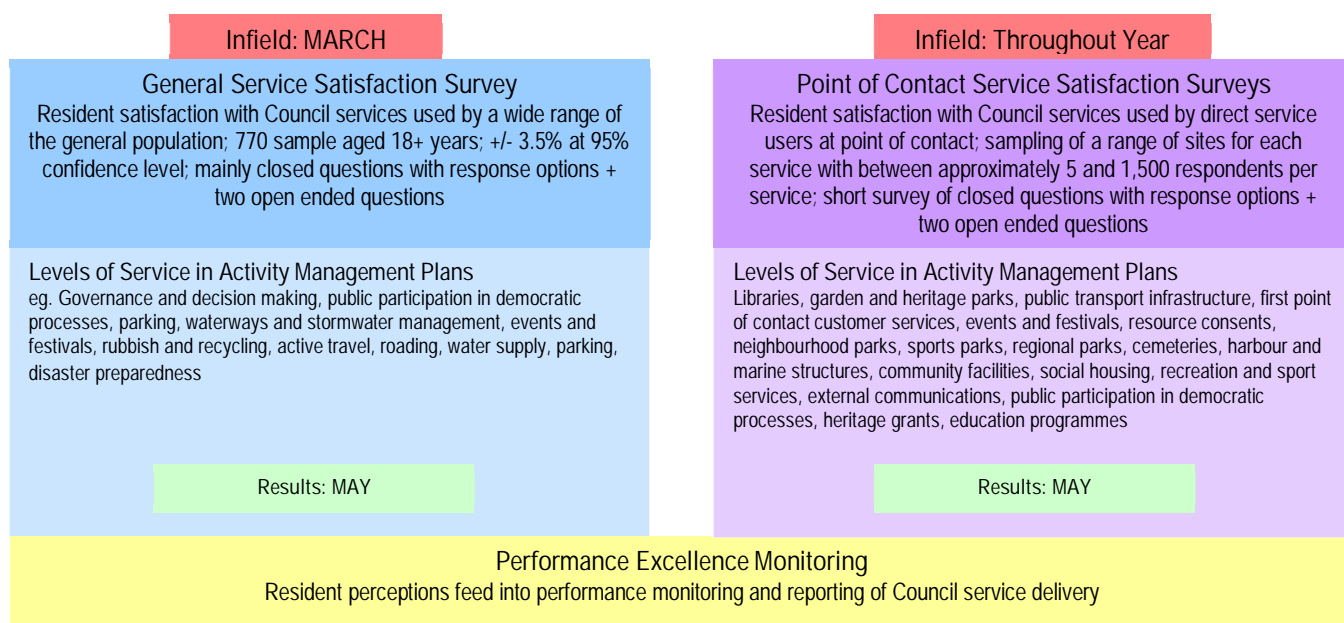 Infield: MARCH
General Service Satisfaction Survey
Resident satisfaction with Council services used by a wide range of
the general population; 770 sample aged 18+ years; +/- 3.5% at 95%
confidence level; mainly closed questions with response options +
two open ended questions
Levels of Service in Activity Management Plans
eg. Governance and decision making, public participation in democratic
processes, parking, waterways and stormwater management, events and
festivals, rubbish and recycling, active travel, roading, water supply, parking,
disaster preparedness
Results: MAY
Infield: Throughout Year
Point of Contact Service Satisfaction Surveys
Resident satisfaction with Council services used by direct service
users at point of contact; sampling of a range of sites for each
service with between approximately 5 and 1,500 respondents per
service; short survey of closed questions with response options +
two open ended questions
Levels of Service in Activity Management Plans
Libraries, garden and heritage parks, public transport infrastructure, first point
of contact customer services, events and festivals, resource consents,
neighbourhood parks, sports parks, regional parks, cemeteries, harbour and
marine structures, community facilities, social housing, recreation and sport
services, external communications, public participation in democratic
processes, heritage grants, education programmes
Results: MAY
Performance Excellence Monitoring
Resident perceptions feed into performance monitoring and reporting of Council service delivery